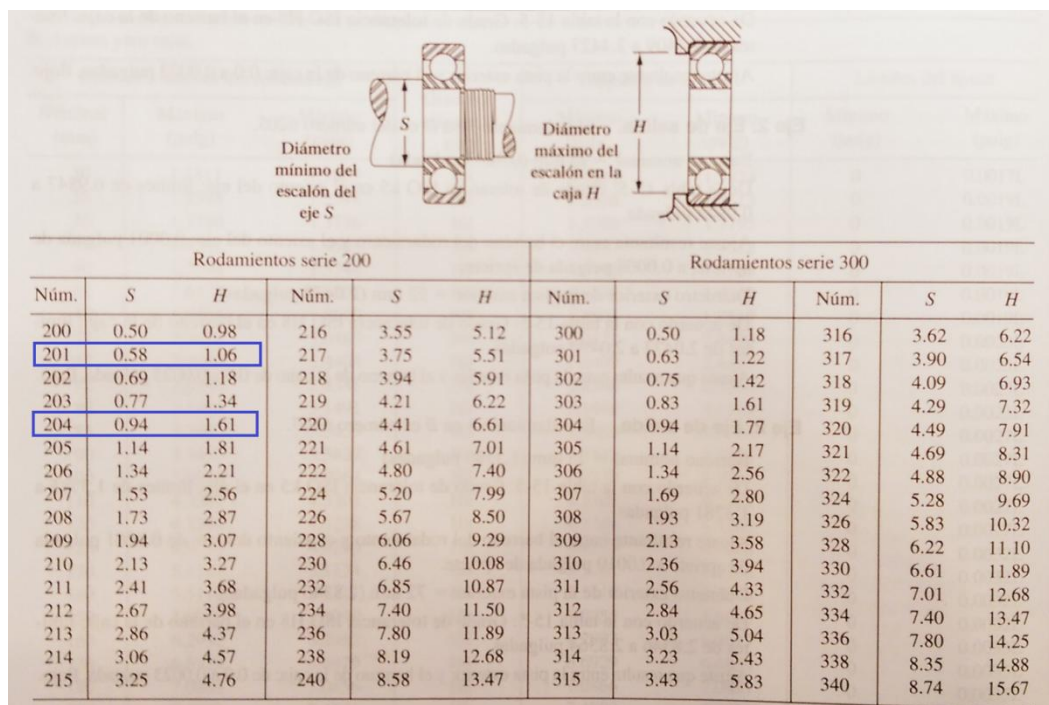 S
Diámetro
mínimo del
escalón del
eje S
Diámetro
máximo del
escalón en la
caja H
H
Rodamientos serie 200 Rodamientos serie 300
Núm. S H Núm. S H Núm. S H Núm. S H
200 0.50 0.98 216 3.55 5.12 300 0.50 1.18 316 3.62 6.22
201 0.58 1.06 217 3.75 5.51 301 0.63 1.22 317 3.90 6.54
202 0.69 1.18 218 3.94 5.91 302 0.75 1.42 318 4.09 6.93
203 0.77 1.34 219 4.21 6.22 303 0.83 1.61 319 4.29 7.32
204 0.94 1.61 220 4.41 6.61 304 0.94 1.77 320 4.49 7.91
205 1.14 1.81 221 4.61 7.01 305 1.14 2.17 321 4.69 8.31
206 1.34 2.21 222 4.80 7.40 306 1.34 2.56 322 4.88 8.90
207 1.53 2.56 224 5.20 7.99 307 1.69 2.80 324 5.28 9.69
208 1.73 2.87 226 5.67 8.50 308 1.93 3.19 326 5.83 10.32
209 1.94 3.07 228 6.06 9.29 309 2.13 3.58 328 6.22 11.10
210 2.13 3.27 230 6.46 10.08 310 2.36 3.94 330 6.61 11.89
211 2.41 3.68 232 6.85 10.87 311 2.56 4.33 332 7.01 12.68
212 2.67 3.98 234 7.40 11.50 312 2.84 4.65 334 7.40 13.47
213 2.86 4.37 236 7.80 11.89 313 3.03 5.04 336 7.80 14.25
214 3.06 4.57 238 8.19 12.68 314 3.23 5.43 338 8.35 14.88
215 3.25 4.76 240 8.58 13.47 315 3.43 5.83 340 8.74 15.67